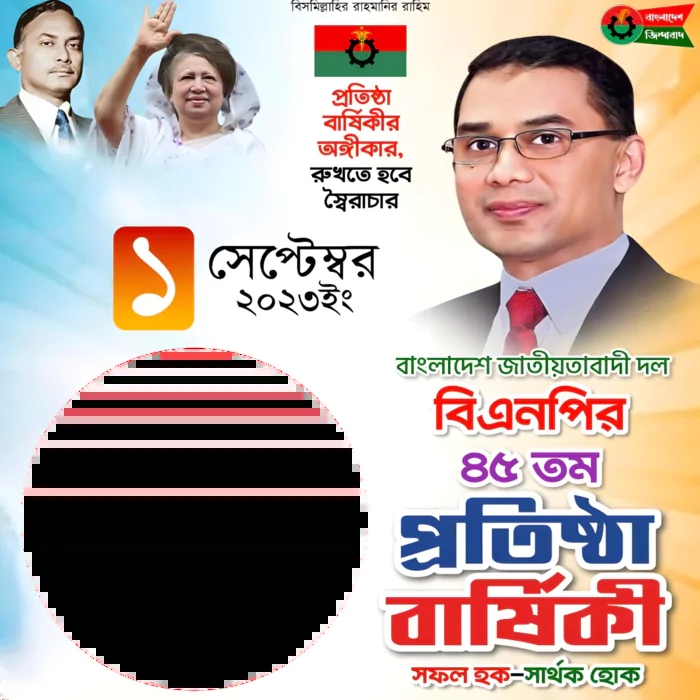 বিসমিল্লাহির রাহমানির রাহিম
বাংলাদেশ
জিন্দাবাদ
প্রতিষ্ঠা
বার্ষিকীর
অঙ্গীকার,
রুখতে হবে
স্বৈরাচার
১ সেপ্টেম্বর
২০২৩ইং
বাংলাদেশ জাতীয়তাবাদী দল
বিএনপির
৪৫ তম
প্রতিষ্ঠা
বার্ষিকী
সফল হক-সার্থক হোক